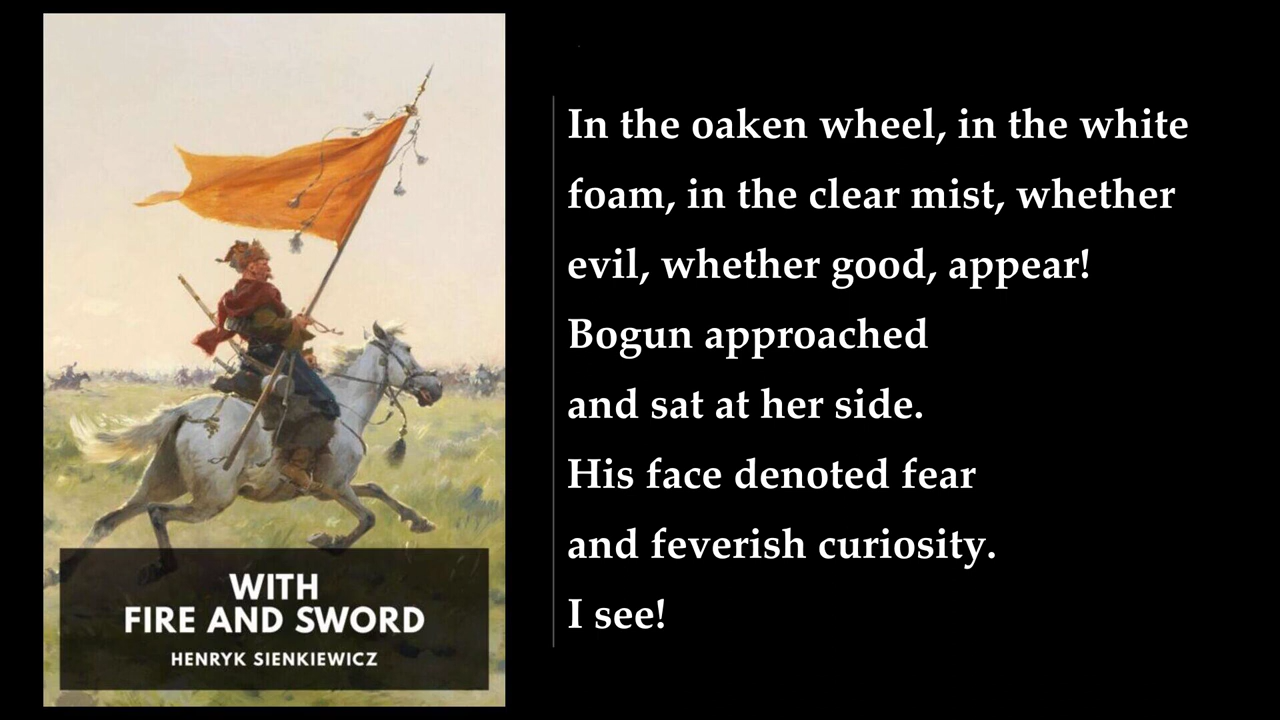 In the oaken wheel, in the white
foam, in the clear mist, whether
evil, whether good, appear!
Bogun approached
and sat at her side.
His face denoted fear
and feverish curiosity.
I see!
WITH
FIRE AND SWORD
HENRYK SIENKIEWICZ